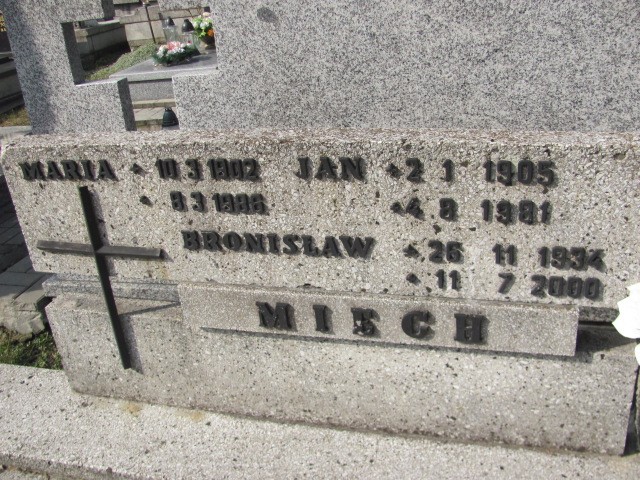 MARIA * 10 3 1902 JAN * 2 1 1905
+ 8 3 1986 + 4 8 1981
BRONISŁAW * 26 11 1934
+ 11 7 2000
MIECH